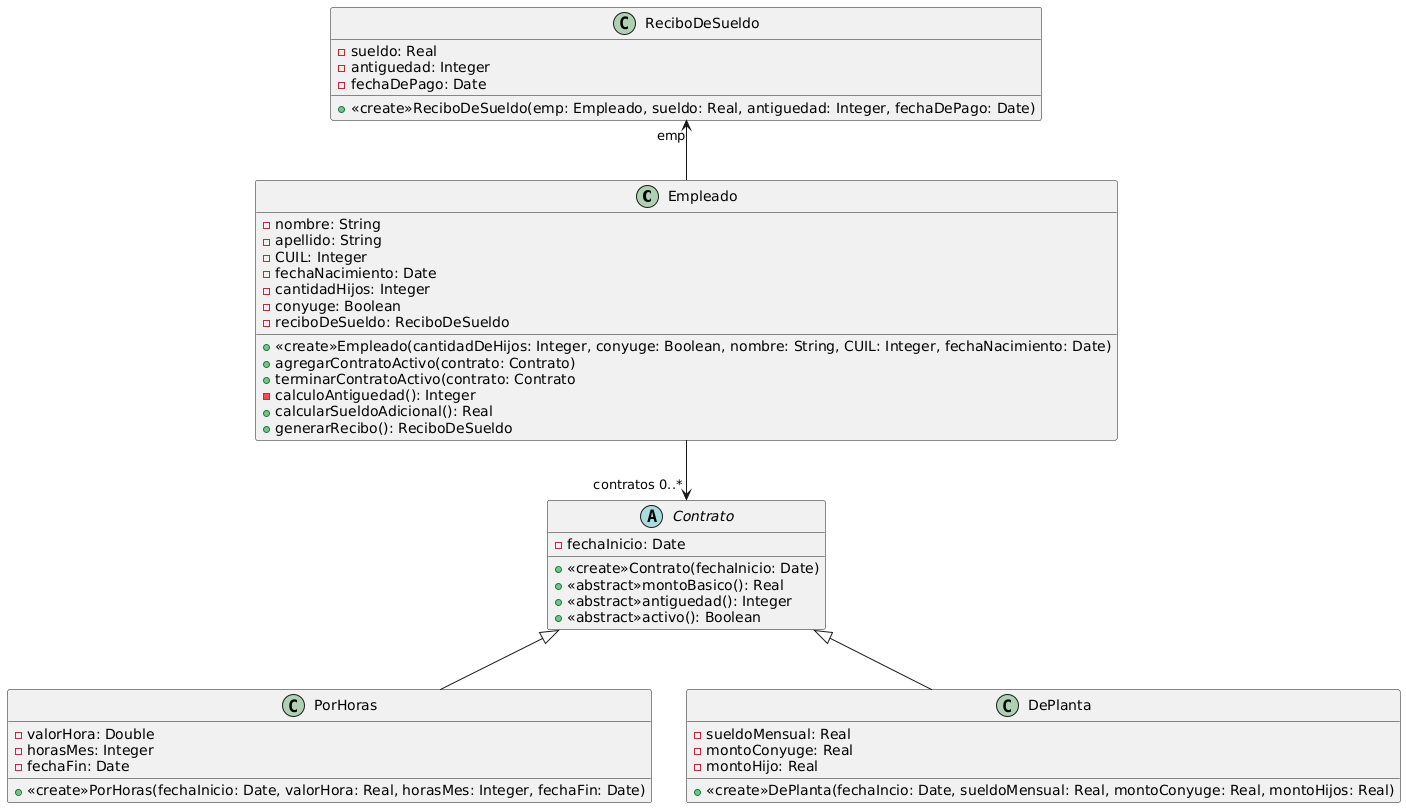 C ReciboDeSueldo
sueldo: Real
antiguedad: Integer
fechaDePago: Date
«create»ReciboDeSueldo(emp: Empleado, sueldo: Real, antiguedad: Integer, fechaDePago: Date)
emp
C Empleado
nombre: String
apellido: String
CUIL: Integer
fechaNacimiento: Date
cantidadHijos: Integer
conyuge: Boolean
reciboDeSueldo: ReciboDeSueldo
«create»Empleado(cantidadDeHijos: Integer, conyuge: Boolean, nombre: String, CUIL: Integer, fechaNacimiento: Date)
agregarContratoActivo(contrato: Contrato)
terminarContratoActivo(contrato: Contrato
calculoAntiguedad(): Integer
calcularSueldoAdicional(): Real
generarRecibo(): ReciboDeSueldo
contratos 0..*
A Contrato
fechaInicio: Date
«create»Contrato(fechaInicio: Date)
«abstract»montoBasico(): Real
«abstract»antiguedad(): Integer
«abstract»activo(): Boolean
C PorHoras
valorHora: Double
horasMes: Integer
fechaFin: Date
«create»PorHoras(fechaInicio: Date, valorHora: Real, horasMes: Integer, fechaFin: Date)
C DePlanta
sueldoMensual: Real
montoConyuge: Real
montoHijo: Real
«create»DePlanta(fechaIncio: Date, sueldoMensual: Real, montoConyuge: Real, montoHijos: Real)